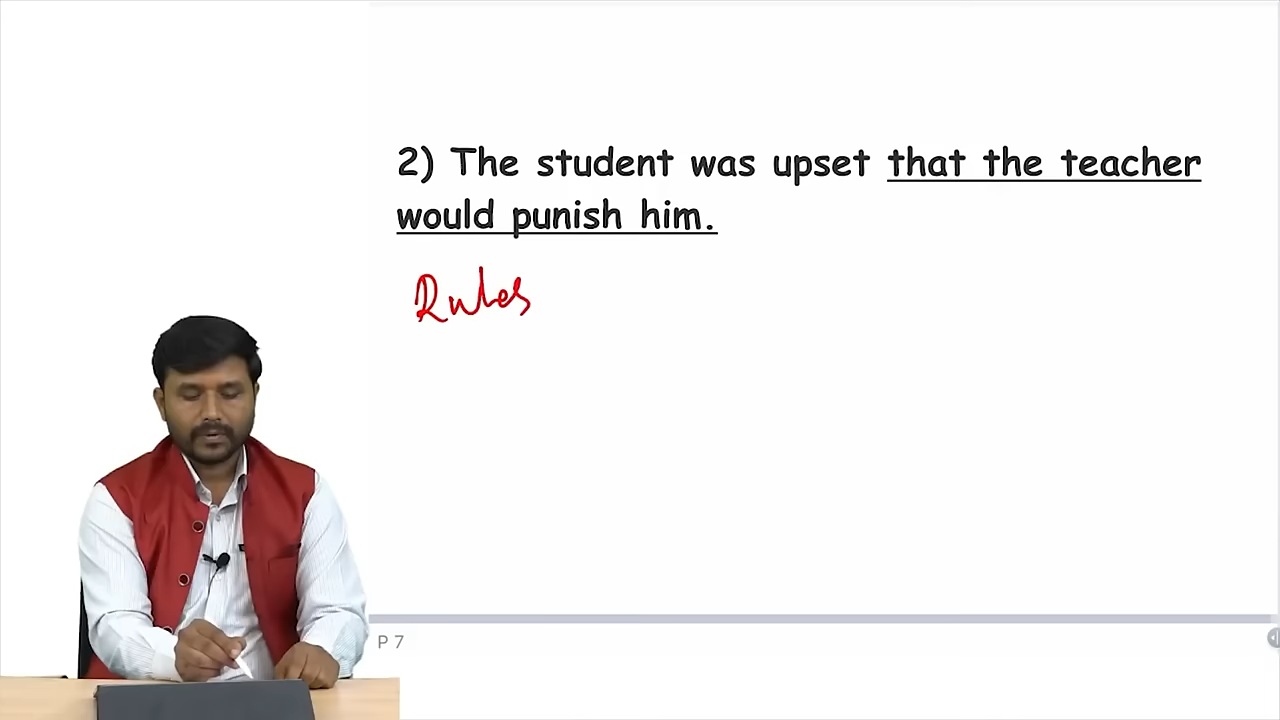 2) The student was upset that the teacher
would punish him.
Rules
P 7